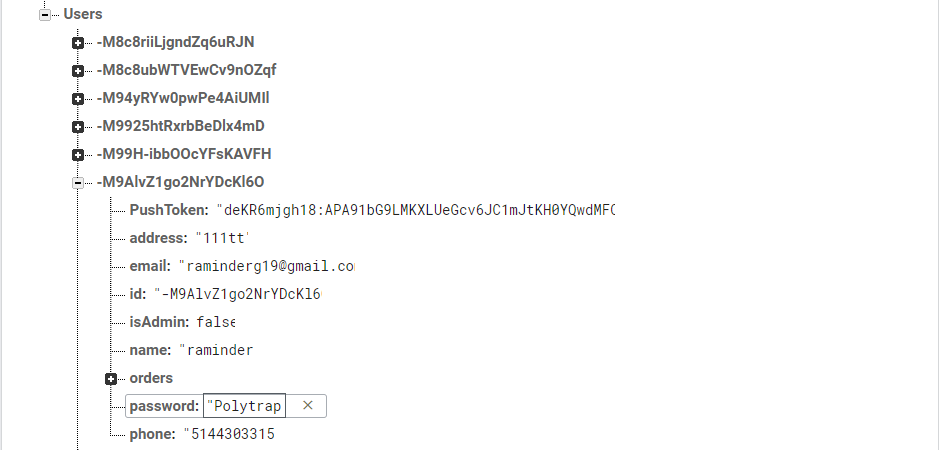 Users
-M8c8riiLjgndZq6uRJN
-M8c8ubWTVEwCv9nOZqf
-M94yRYw0pwPe4AiUMIl
-M9925htRxrbBeDlx4mD
-M99H-ibbOOcYFsKAVFH
-M9AlvZ1go2NrYDcKl6O
PushToken: "deKR6mjgh18:APA91bG9LMKXLUeGcv6JC1mJtKH0YQwdMF
address: "111tt"
email: "raminderg19@gmail.co
id: "-M9AlvZ1go2NrYDcKl6
isAdmin: false
name: "raminder
orders
password: "Polytrap
phone: "5144303315